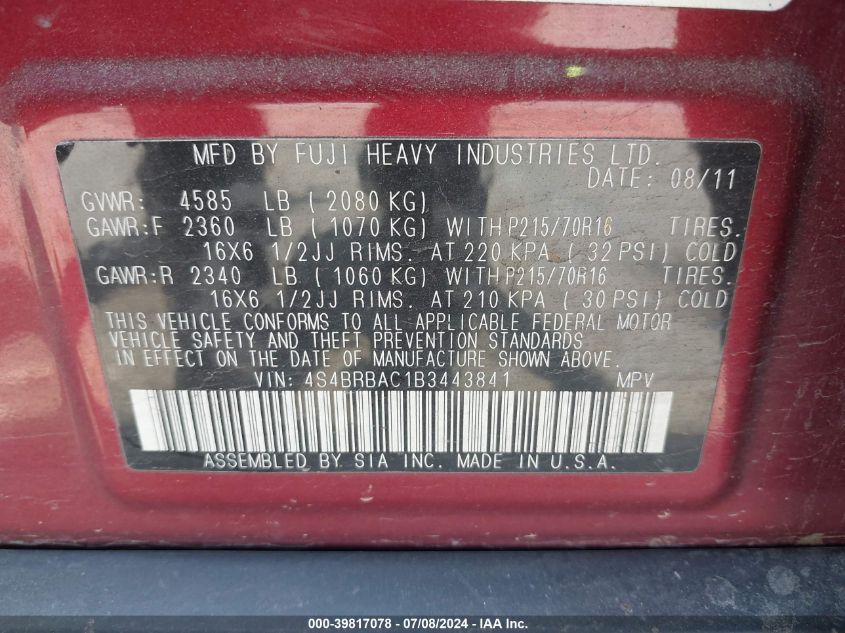 MFD BY FUJI HEAVY INDUSTRIES LTD.
DATE: 08/11
GVWR: 4585 LB ( 2080 KG)
GAWR:F 2360 LB ( 1070 KG) WITH P215/70R16 TIRES.
16X6 1/2JJ RIMS. AT 220 KPA ( 32 PSI) COLD
GAWR:R 2340 LB ( 1060 KG) WITH P215/70R16 TIRES.
16X6 1/2JJ RIMS. AT 210 KPA ( 30 PSI) COLD
THIS VEHICLE CONFORMS TO ALL APPLICABLE FEDERAL MOTOR
VEHICLE SAFETY AND THEFT PREVENTION STANDARDS
IN EFFECT ON THE DATE OF MANUFACTURE SHOWN ABOVE.
VIN: 4S4BRBAC1B3443841 MPV
ASSEMBLED BY SIA INC. MADE IN U.S.A.
000-39817078 - 07/08/2024 - IAA Inc.